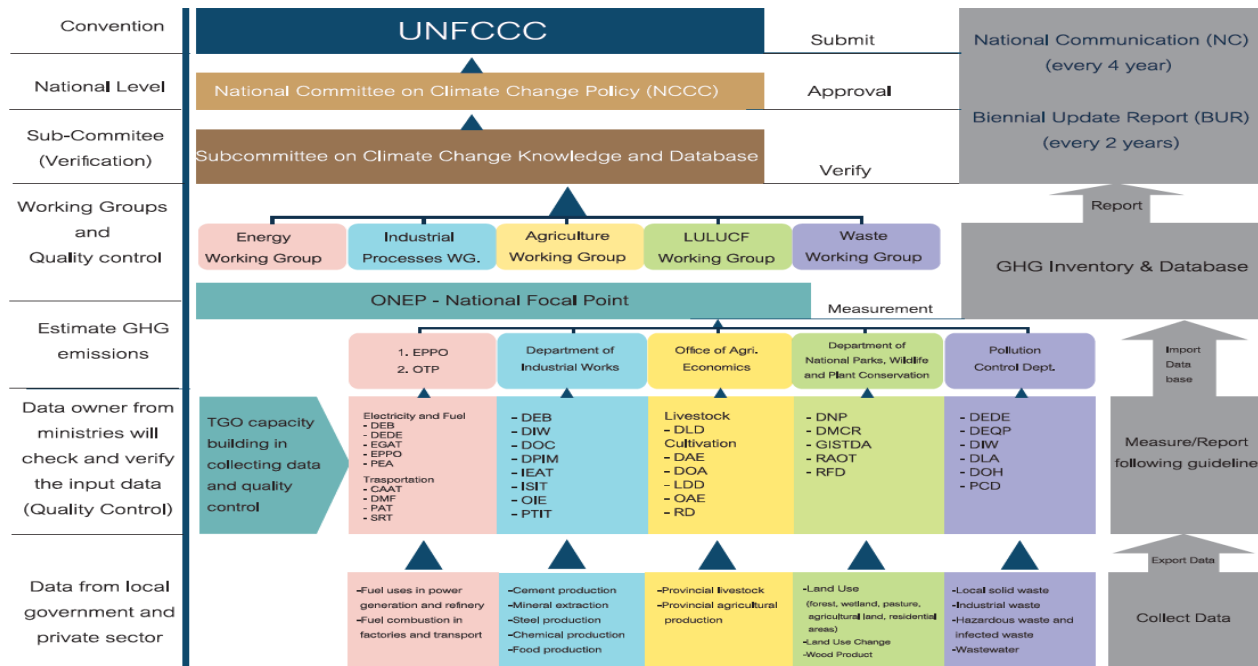 Convention
UNFCCC
Submit
National Communication (NC)
(every 4 year)
National Level
National Committee on Climate Change Policy (NCCC)
Approval
Biennial Update Report (BUR)
(every 2 years)
Sub-Commitee
(Verification)
Subcommittee on Climate Change Knowledge and Database
Verify
Working Groups
and
Quality control
Energy
Working Group
Industrial
Processes WG.
Agriculture
Working Group
LULUCF
Working Group
Waste
Working Group
Report
GHG Inventory & Database
ONEP - National Focal Point
Measurement
Estimate GHG
emissions
1. EPPO
2. OTP
Department of
Industrial Works
Office of Agri.
Economics
Department of
National Parks, Wildlife
and Plant Conservation
Pollution
Control Dept.
Import
Data
base
Data owner from
ministries will
check and verify
the input data
(Quality Control)
TGO capacity
building in
collecting data
and quality
control
Electricity and Fuel
- DEB
- DEDE
- EGAT
- EPPO
- PEA
Trasportation
- CAAT
- DMF
- PAT
- SRT
- DEB
- DIW
- DOC
- DPIM
- IEAT
- ISIT
- OIE
- PTIT
Livestock
- DLD
Cultivation
- DAE
- DOA
- LDD
- OAE
- RD
- DNP
- DMCR
- GISTDA
- RAOT
- RFD
- DEDE
- DEQP
- DIW
- DLA
- DOH
- PCD
Measure/Report
following guideline
Export Data
Data from local
government and
private sector
-Fuel uses in power
generation and refinery
-Fuel combustion in
factories and transport
-Cement production
-Mineral extraction
-Steel production
-Chemical production
-Food production
-Provincial livestock
-Provincial agricultural
production
-Land Use
(forest, wetland, pasture,
agricultural land, residential
areas)
-Land Use Change
-Wood Product
-Local solid waste
-Industrial waste
-Hazardous waste and
infected waste
-Wastewater
Collect Data